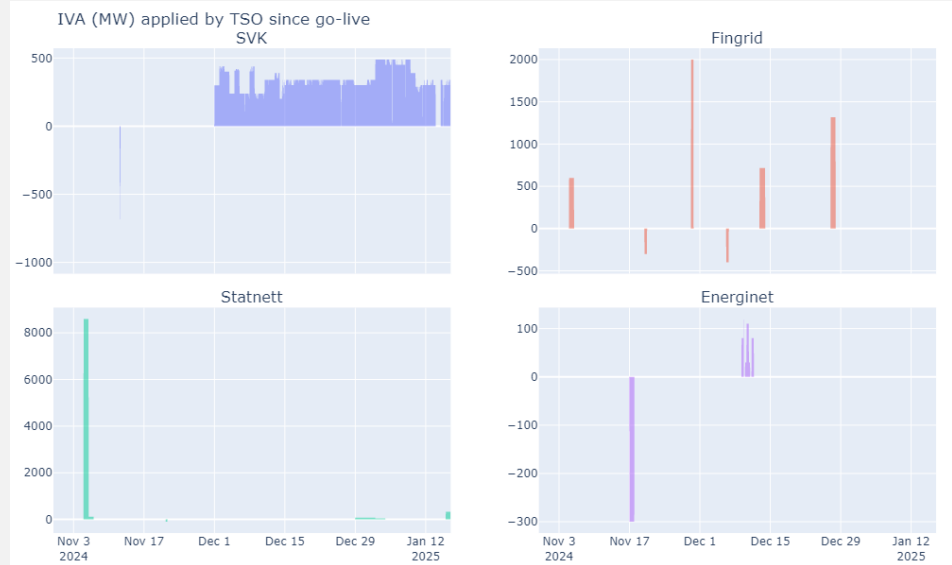 IVA (MW) applied by TSO since go-live
SVK
500
0
−500
−1000
Fingrid
2000
1500
1000
500
0
−500
Statnett
8000
6000
4000
2000
0
Nov 3
2024
Nov 17
Dec 1
Dec 15
Dec 29
Jan 12
2025
Energinet
100
0
−100
−200
−300
Nov 3
2024
Nov 17
Dec 1
Dec 15
Dec 29
Jan 12
2025